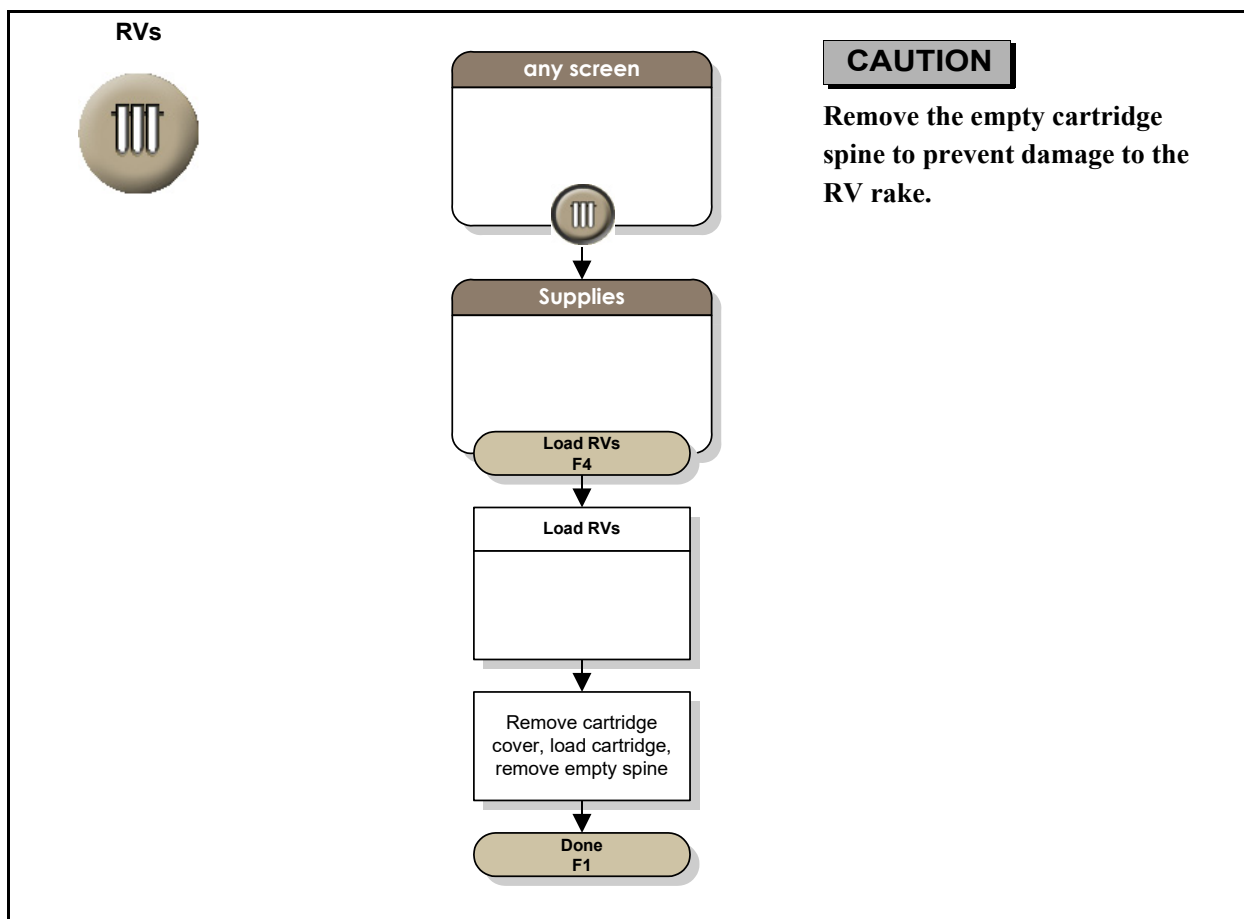 RVs
any screen
Supplies
Load RVs
F4
Load RVs
Remove cartridge
cover, load cartridge,
remove empty spine
Done
F1
CAUTION
Remove the empty cartridge
spine to prevent damage to the
RV rake.